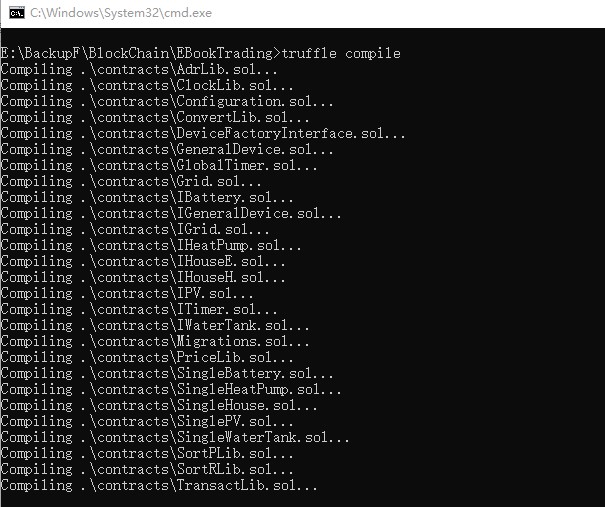 C:\Windows\System32\cmd.exe
E:\BackupF\BlockChain\EBookTrading>truffle compile
Compiling .\contracts\AdrLib.sol...
Compiling .\contracts\ClockLib.sol...
Compiling .\contracts\Configuration.sol...
Compiling .\contracts\ConvertLib.sol...
Compiling .\contracts\DeviceFactoryInterface.sol...
Compiling .\contracts\GeneralDevice.sol...
Compiling .\contracts\GlobalTimer.sol...
Compiling .\contracts\Grid.sol...
Compiling .\contracts\IBattery.sol...
Compiling .\contracts\IGeneralDevice.sol...
Compiling .\contracts\IGrid.sol...
Compiling .\contracts\IHeatPump.sol...
Compiling .\contracts\IHouseE.sol...
Compiling .\contracts\IHouseH.sol...
Compiling .\contracts\IPV.sol...
Compiling .\contracts\ITimer.sol...
Compiling .\contracts\IWaterTank.sol...
Compiling .\contracts\Migrations.sol...
Compiling .\contracts\PriceLib.sol...
Compiling .\contracts\SingleBattery.sol...
Compiling .\contracts\SingleHeatPump.sol...
Compiling .\contracts\SingleHouse.sol...
Compiling .\contracts\SinglePV.sol...
Compiling .\contracts\SingleWaterTank.sol...
Compiling .\contracts\SortPLib.sol...
Compiling .\contracts\SortRLib.sol...
Compiling .\contracts\TransactLib.sol...